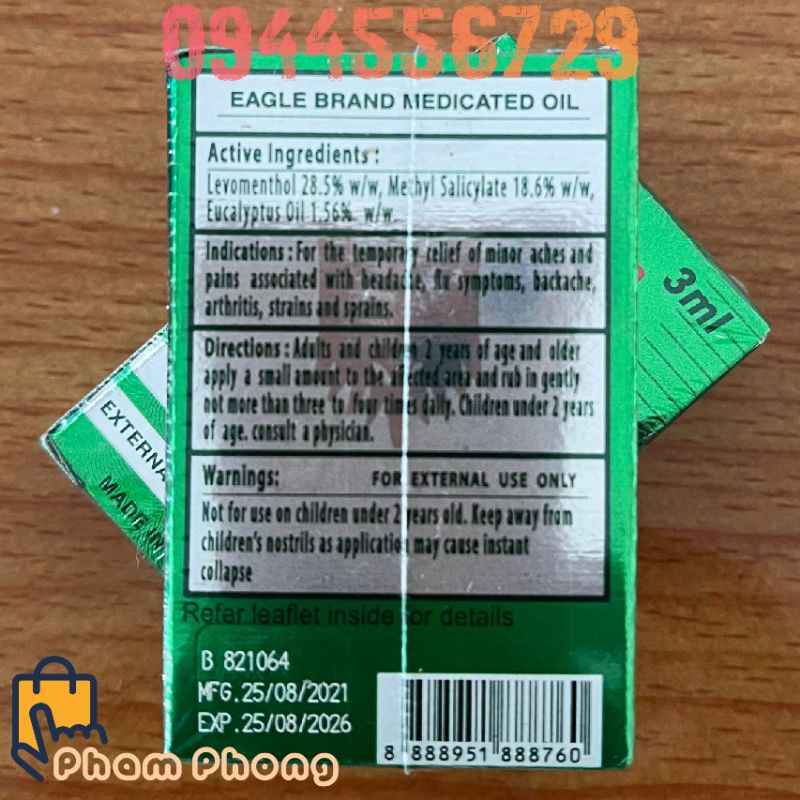 0944556729
EAGLE BRAND MEDICATED OIL
Active Ingredients :
Levomenthol 28.5% w/w, Methyl Salicylate 18.6% w/w,
Eucalyptus Oil 1.56% w/w.
Indications : For the temporary relief of minor aches and
pains associated with headache, flu symptoms, backache,
arthritis, strains and sprains.
Directions : Adults and children 2 years of age and older
apply a small amount to the affected area and rub in gently
not more than three to four times daily. Children under 2 years
of age. consult a physician.
Warnings: FOR EXTERNAL USE ONLY
Not for use on children under 2 years old. Keep away from
children's nostrils as application may cause instant
collapse
Refer leaflet inside for details
B 821064
MFG.25/08/2021
EXP.25/08/2026
8 888951 888760
3ml
EXTERNA
MADE IN
Pham Phong